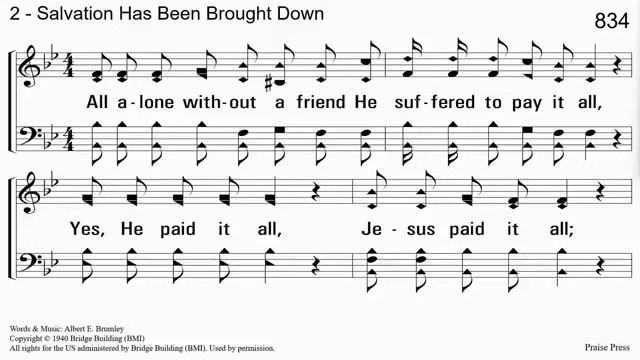 2 - Salvation Has Been Brought Down
834
All a-lone with-out a friend He suf-fered to pay it all,
Yes, He paid it all, Je - sus paid it all;
Words & Music: Albert E. Brumley
Copyright © 1940 Bridge Building (BMI)
All rights for the US administered by Bridge Building (BMI). Used by permission.
Praise Press